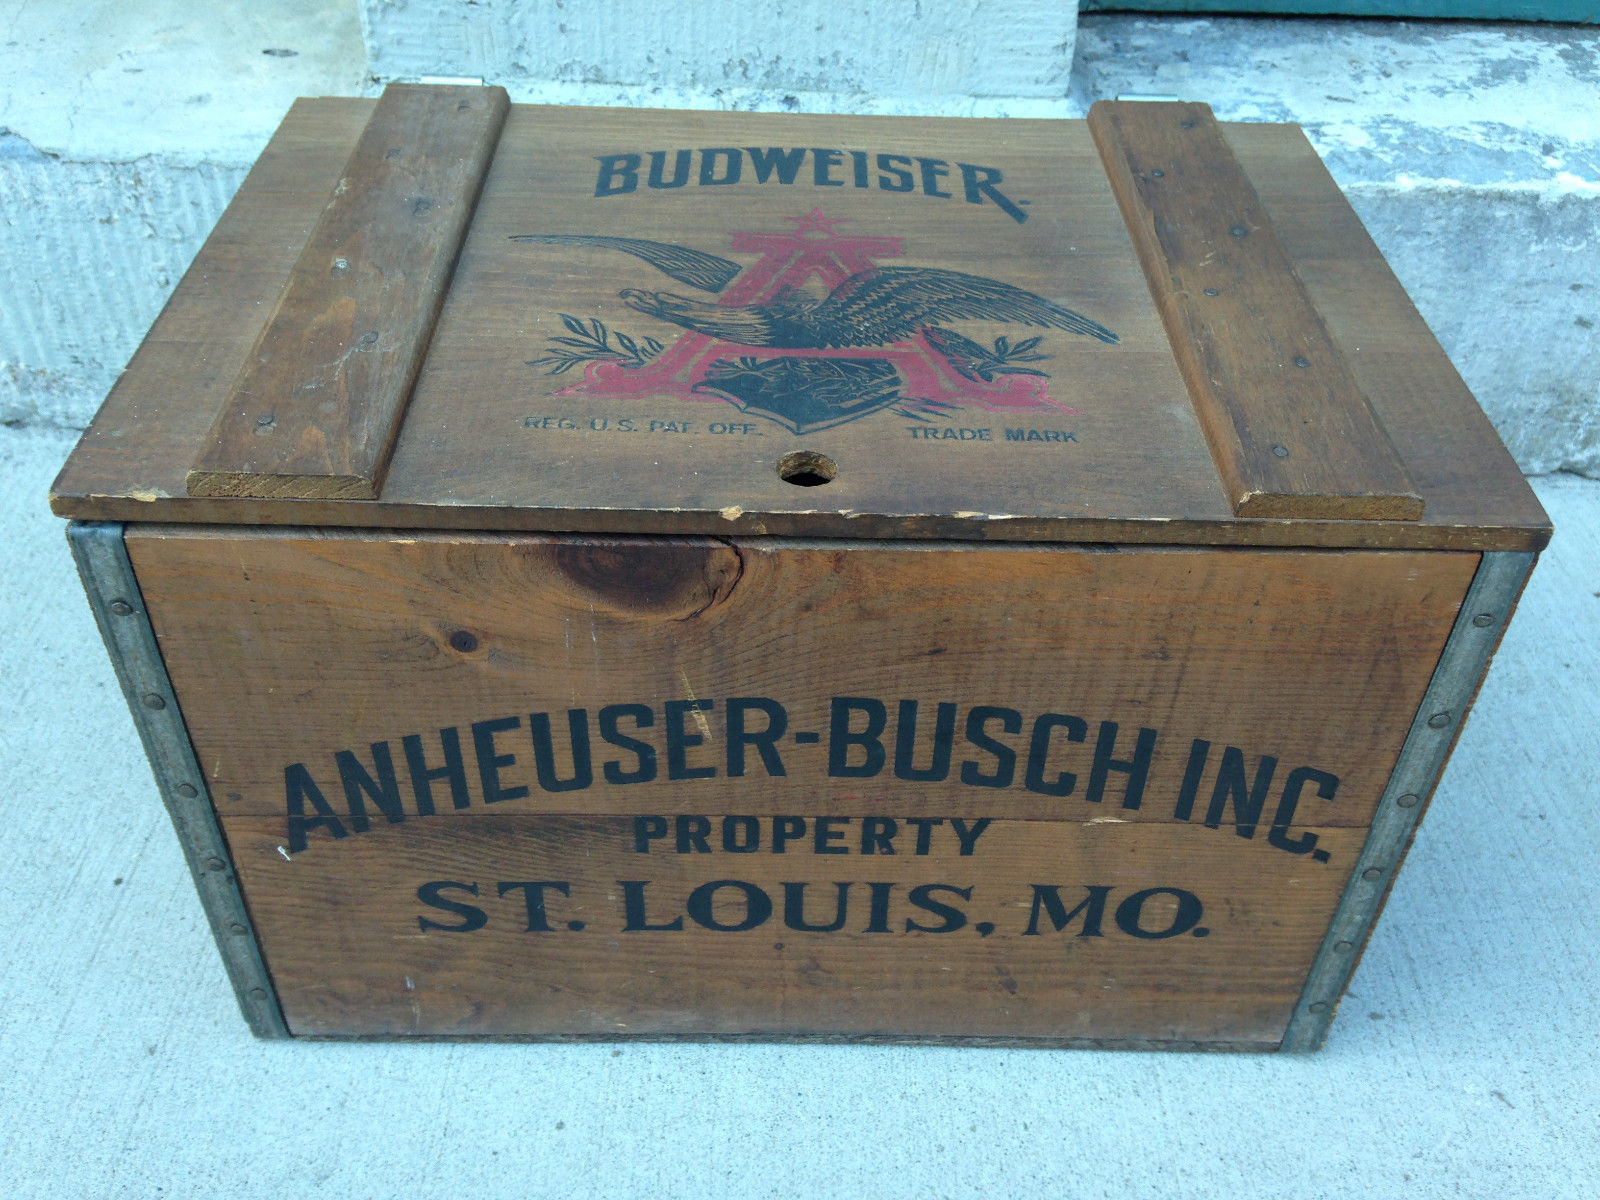 BUDWEISER.
A
REG. U.S. PAT. OFF. TRADE MARK
ANHEUSER-BUSCH INC.
PROPERTY
ST. LOUIS, MO.